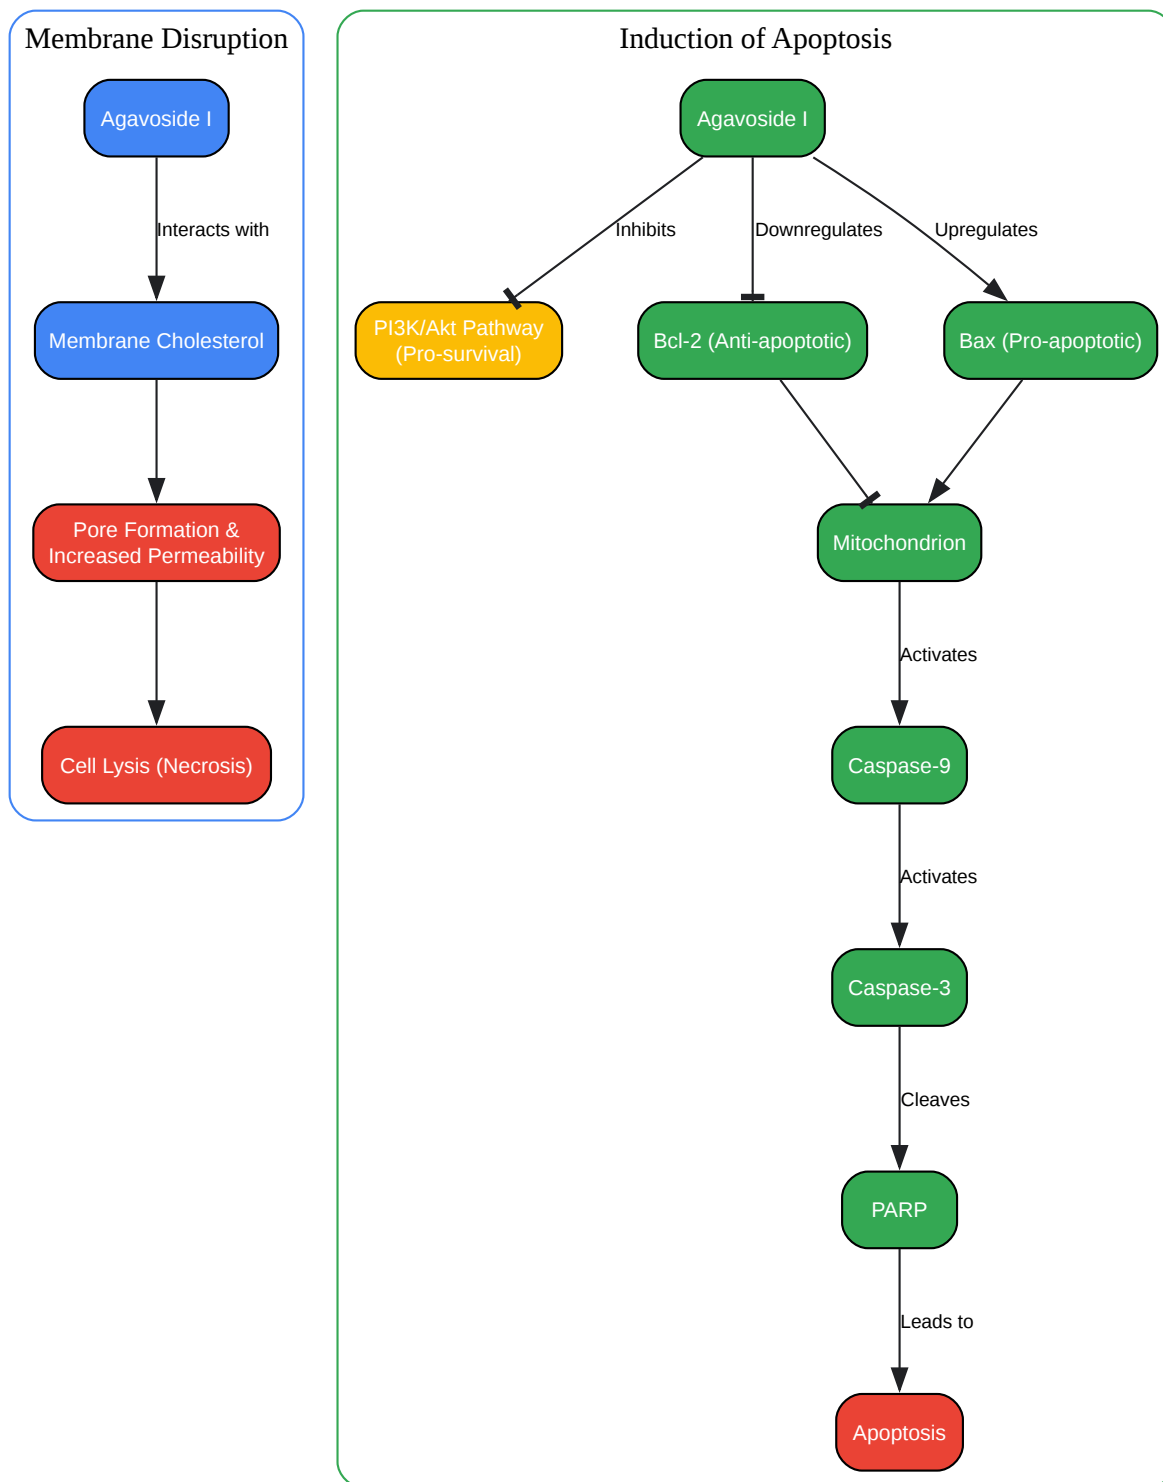 Membrane Disruption
Agavoside I
Interacts with
Membrane Cholesterol
Pore Formation &
Increased Permeability
Cell Lysis (Necrosis)
Induction of Apoptosis
Agavoside I
Inhibits
Downregulates
Upregulates
PI3K/Akt Pathway
(Pro-survival)
Bcl-2 (Anti-apoptotic)
Bax (Pro-apoptotic)
Mitochondrion
Activates
Caspase-9
Activates
Caspase-3
Cleaves
PARP
Leads to
Apoptosis